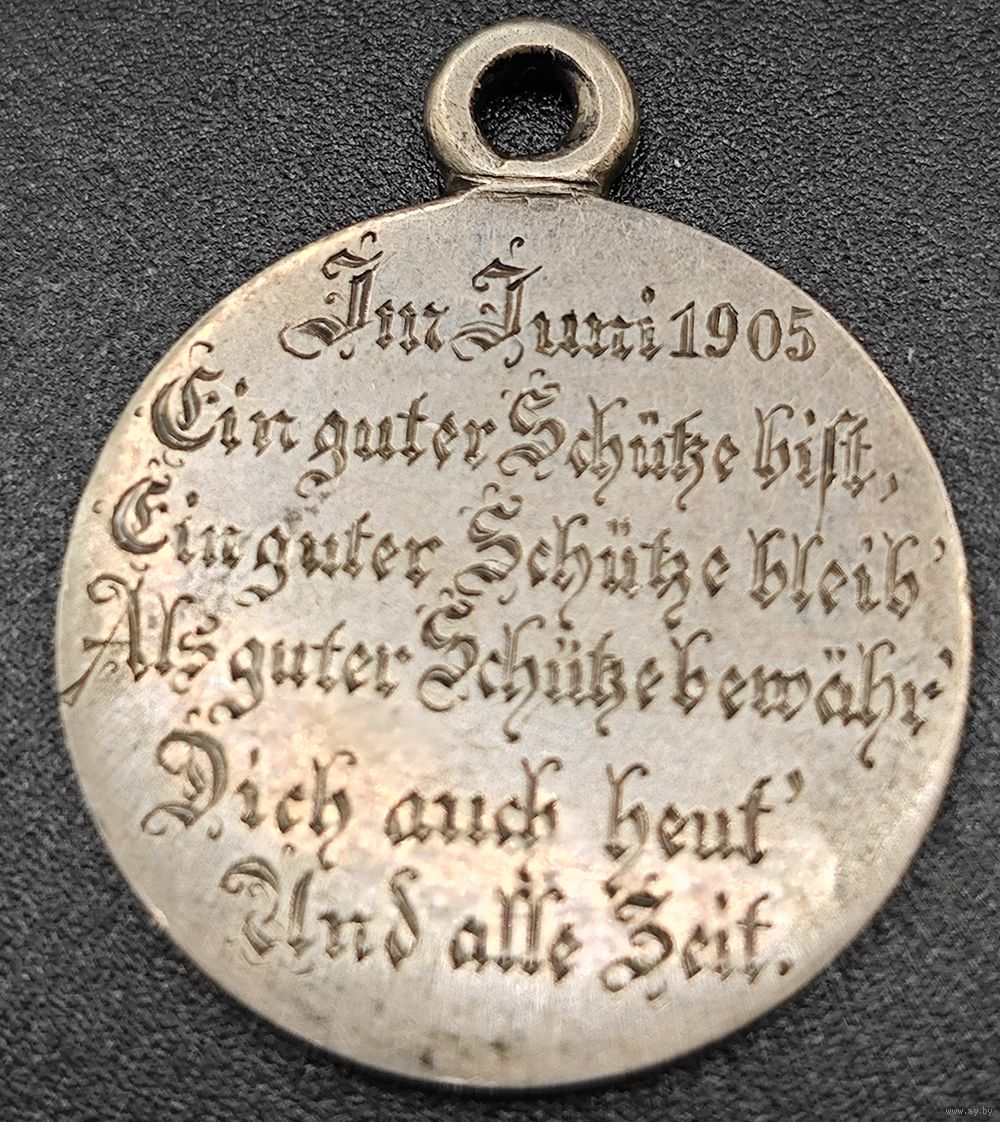 Im Juni 1905
Ein guter Schütze bist,
Ein guter Schütze bleib'
Als guter Schütze bewähr'
Dich auch heut'
Und alle Zeit.
www.ay.by